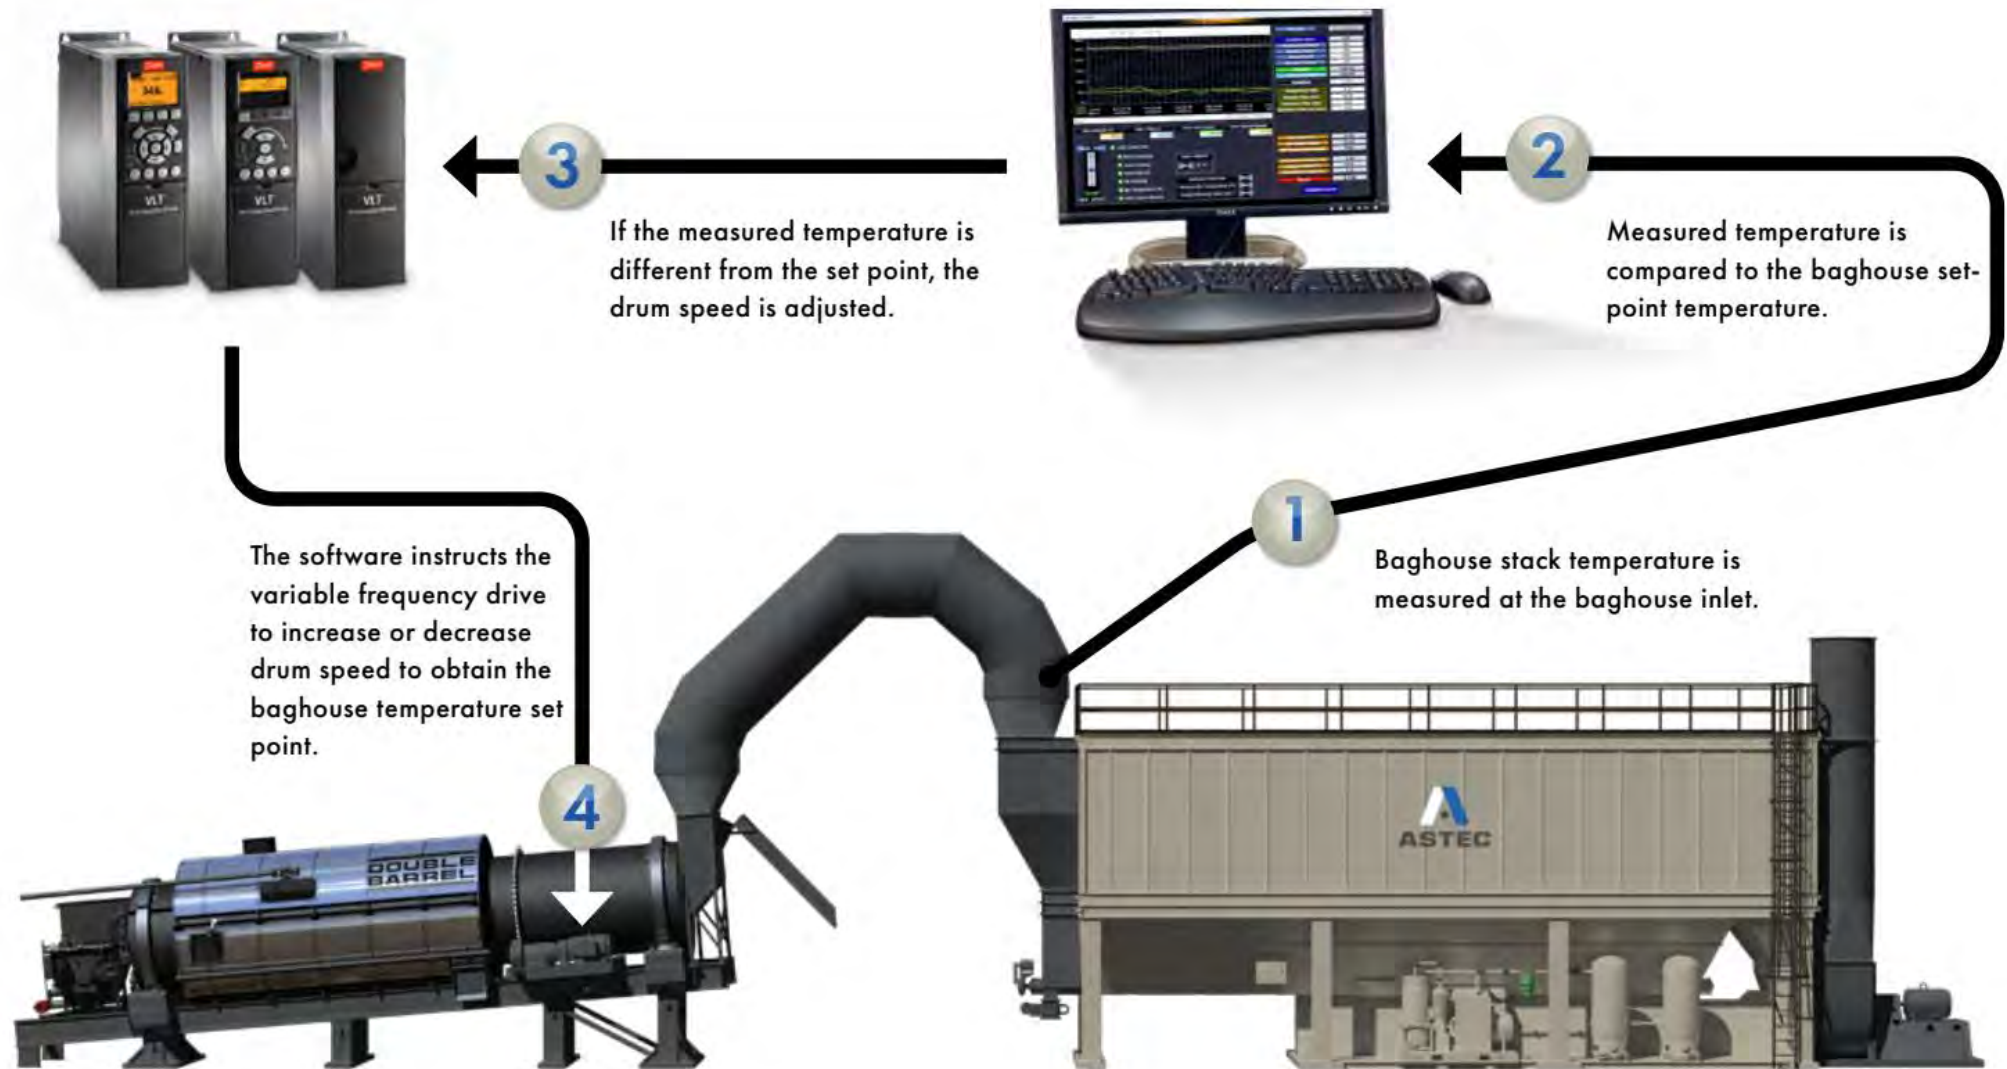 3
If the measured temperature is
different from the set point, the
drum speed is adjusted.
2
Measured temperature is
compared to the baghouse set-
point temperature.
VLT
VLT
VLT
1
Baghouse stack temperature is
measured at the baghouse inlet.
The software instructs the
variable frequency drive
to increase or decrease
drum speed to obtain the
baghouse temperature set
point.
4
DOUBLE
BARREL
ASTEC